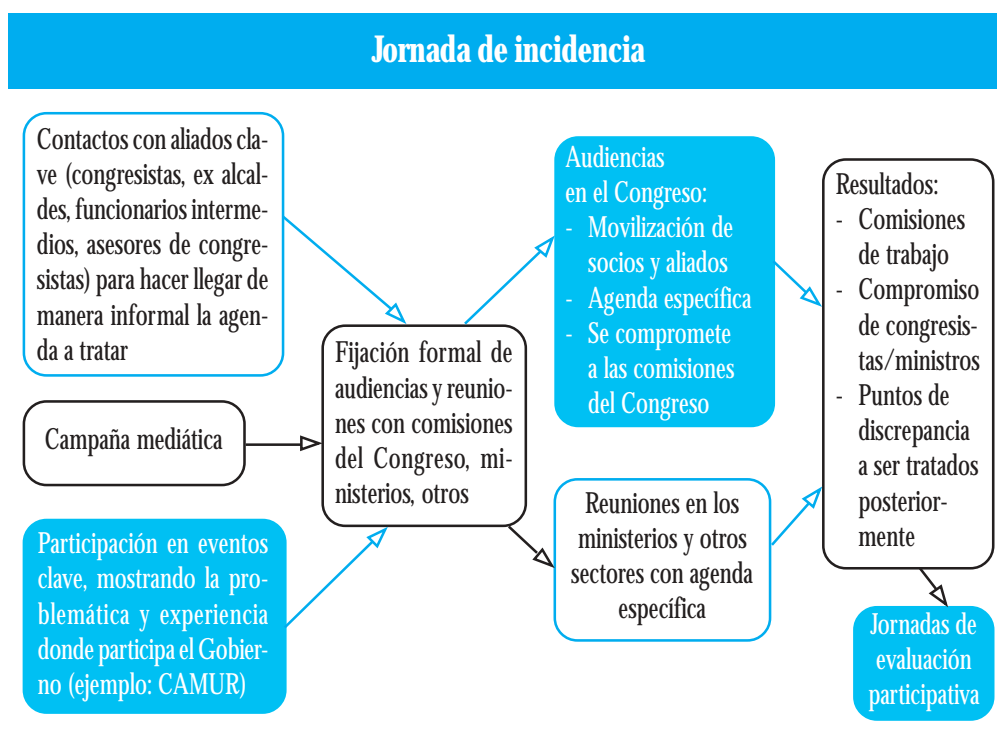 Jornada de incidencia
Contactos con aliados cla-
ve (congresistas, ex alcal-
des, funcionarios interme-
dios, asesores de congre-
sistas) para hacer llegar de
manera informal la agen-
da a tratar
Campaña mediática
Participación en eventos
clave, mostrando la pro-
blemática y experiencia
donde participa el Gobier-
no (ejemplo: CAMUR)
Fijación formal de
audiencias y reunio-
nes con comisiones
del Congreso, mi-
nisterios, otros
Audiencias
en el Congreso:
- Movilización de
socios y aliados
- Agenda específica
- Se compromete
a las comisiones
del Congreso
Reuniones en los
ministerios y otros
sectores con agenda
específica
Resultados:
- Comisiones
de trabajo
- Compromiso
de congresis-
tas/ministros
- Puntos de
discrepancia
a ser tratados
posterior-
mente
Jornadas de
evaluación
participativa